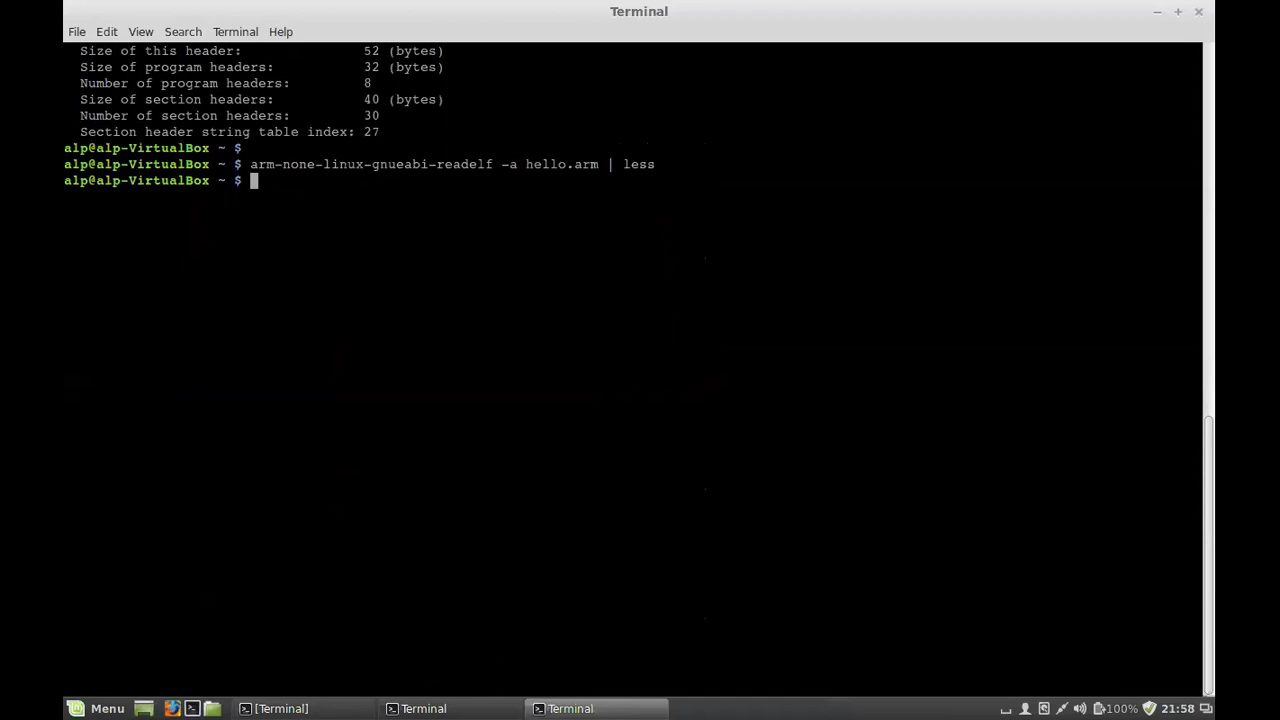 Terminal
File Edit View Search Terminal Help
Size of this header: 52 (bytes)
Size of program headers: 32 (bytes)
Number of program headers: 8
Size of section headers: 40 (bytes)
Number of section headers: 30
Section header string table index: 27
alp@alp-VirtualBox ~ $
alp@alp-VirtualBox ~ $ arm-none-linux-gnueabi-readelf -a hello.arm | less
alp@alp-VirtualBox ~ $
Menu [Terminal] Terminal Terminal 100% 21:58